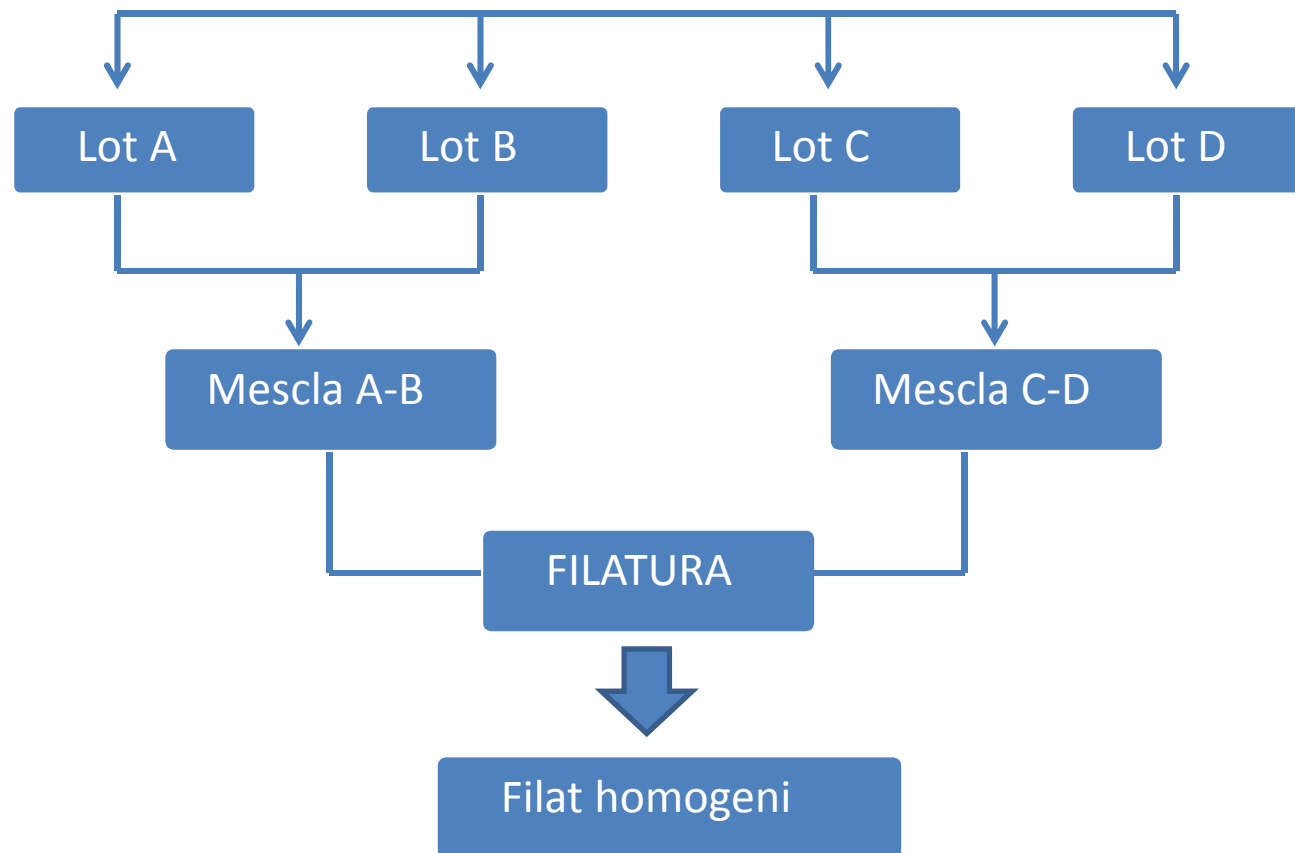 Lot A
Lot B
Lot C
Lot D
Mescla A-B
Mescla C-D
FILATURA
Filat homogeni